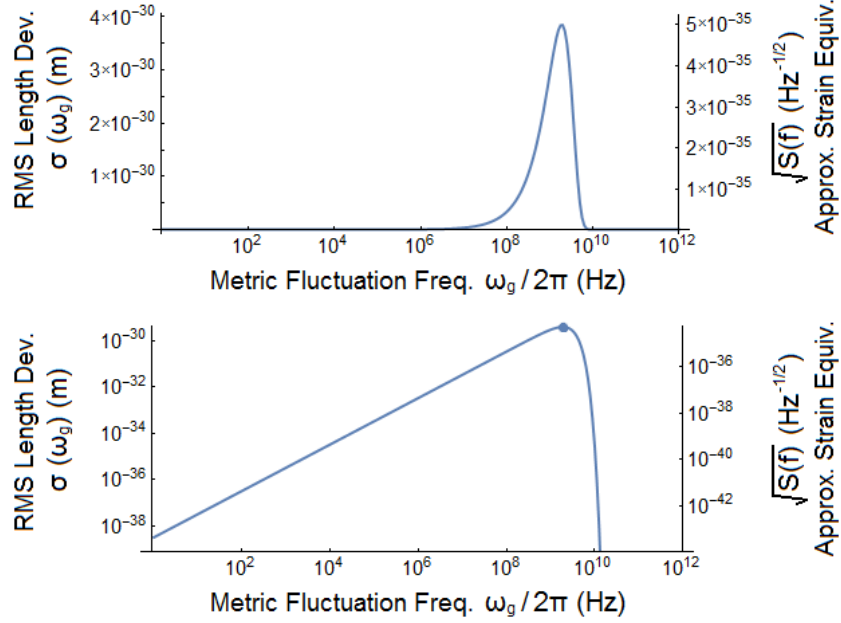 RMS Length Dev.
σ (ωg) (m)
4×10⁻³⁰
3×10⁻³⁰
2×10⁻³⁰
1×10⁻³⁰
5×10⁻³⁵
4×10⁻³⁵
3×10⁻³⁵
2×10⁻³⁵
1×10⁻³⁵
√S(f) (Hz⁻¹/²)
Approx. Strain Equiv.
10² 10⁴ 10⁶ 10⁸ 10¹⁰ 10¹²
Metric Fluctuation Freq. ωg / 2π (Hz)
RMS Length Dev.
σ (ωg) (m)
10⁻³⁰
10⁻³²
10⁻³⁴
10⁻³⁶
10⁻³⁸
10⁻³⁶
10⁻³⁸
10⁻⁴⁰
10⁻⁴²
√S(f) (Hz⁻¹/²)
Approx. Strain Equiv.
10² 10⁴ 10⁶ 10⁸ 10¹⁰ 10¹²
Metric Fluctuation Freq. ωg / 2π (Hz)